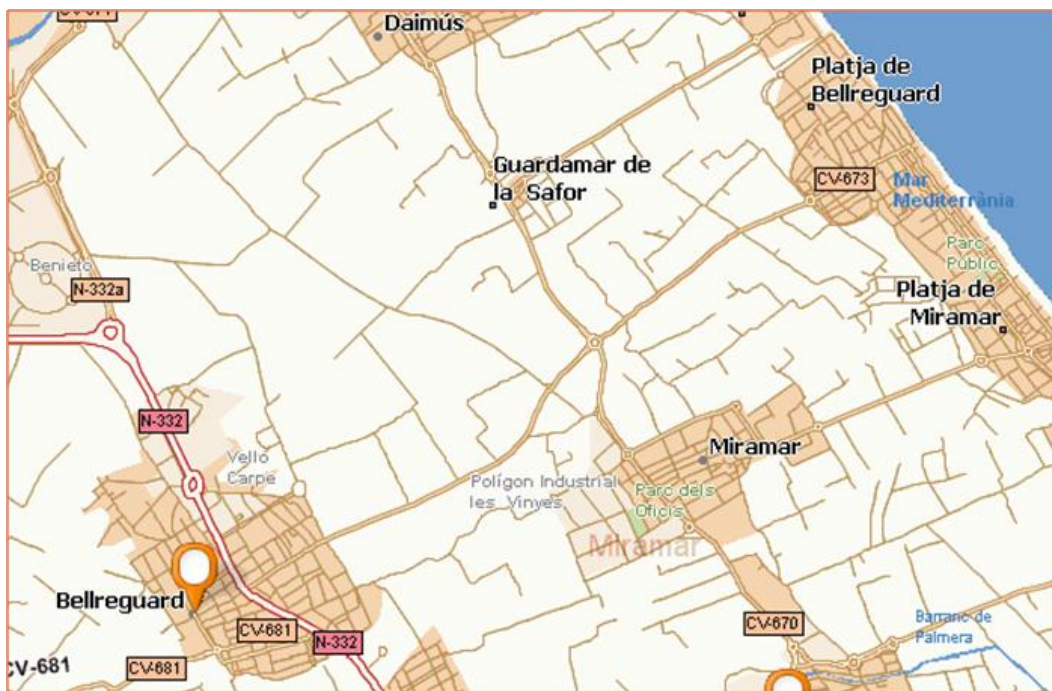 Daimús
Platja de
Bellreguard
Guardamar de
la Safor
CV-673
Mar
Mediterrània
Parc
Públic
Benieto
N-332a
Platja de
Miramar
N-332
Miramar
Vello
Carpe
Polígon Industrial
les Vinyes
Parc dels
Oficis
Miramar
Bellreguard
CV-681
N-332
CV-670
Barranc de
Palmera
CV-681
CV-681